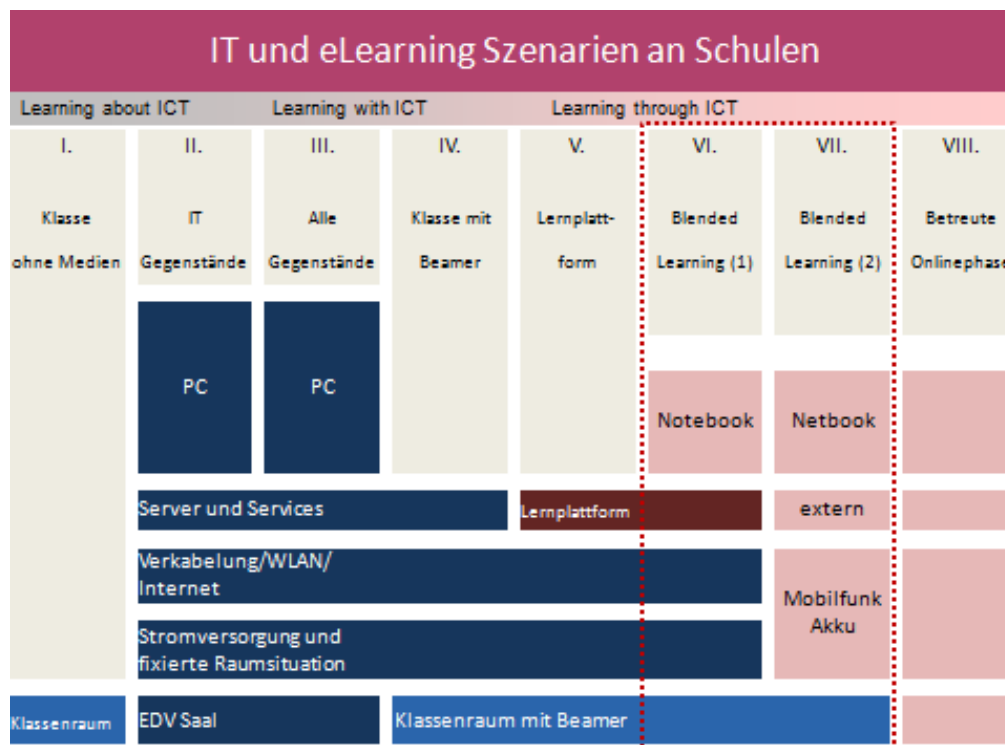 IT und eLearning Szenarien an Schulen
Learning about ICT
Learning with ICT
Learning through ICT
I.
II.
III.
IV.
V.
VI.
VII.
VIII.
Klasse
ohne Medien
IT
Gegenstände
Alle
Gegenstände
Klasse mit
Beamer
Lernplatt-
form
Blended
Learning (1)
Blended
Learning (2)
Betreute
Onlinephase
PC
PC
Notebook
Netbook
Server und Services
Lernplattform
extern
Verkabelung/WLAN/
Internet
Mobilfunk
Akku
Stromversorgung und
fixierte Raumsituation
Klassenraum
EDV Saal
Klassenraum mit Beamer